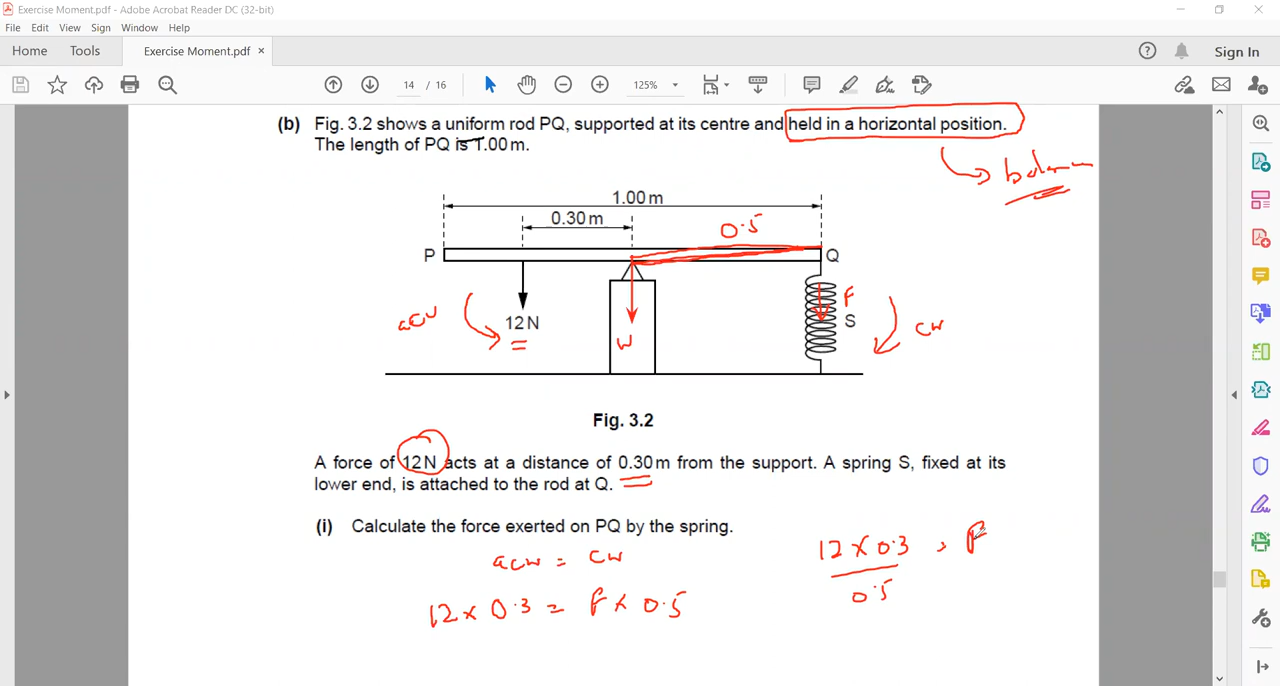 Exercise Moment.pdf - Adobe Acrobat Reader DC (32-bit)
File Edit View Sign Window Help
Home Tools Exercise Moment.pdf × Sign In
14 / 16 125%
(b) Fig. 3.2 shows a uniform rod PQ, supported at its centre and held in a horizontal position.
The length of PQ is 1.00 m.
1.00 m
0.30 m
0.5
P
Q
acw
12 N
W
F
S
cw
Fig. 3.2
A force of 12 N acts at a distance of 0.30 m from the support. A spring S, fixed at its
lower end, is attached to the rod at Q.
(i) Calculate the force exerted on PQ by the spring.
acw = cw
12 × 0.3 = F × 0.5
12 × 0.3 = F
0.5